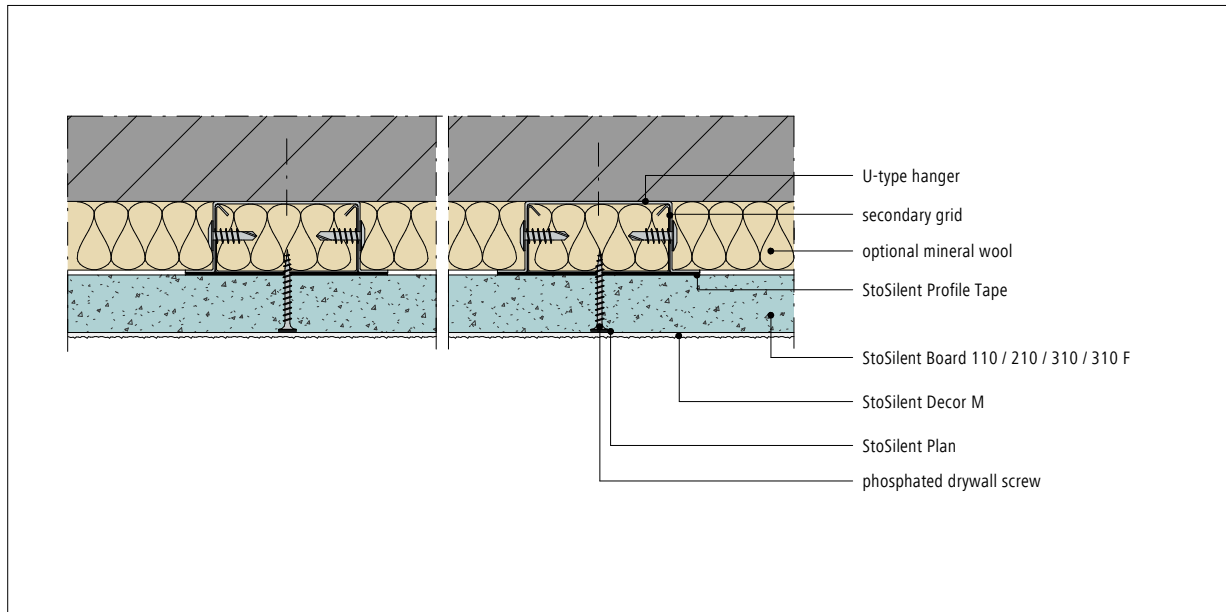 U-type hanger
secondary grid
optional mineral wool
StoSilent Profile Tape
StoSilent Board 110 / 210 / 310 / 310 F
StoSilent Decor M
StoSilent Plan
phosphated drywall screw